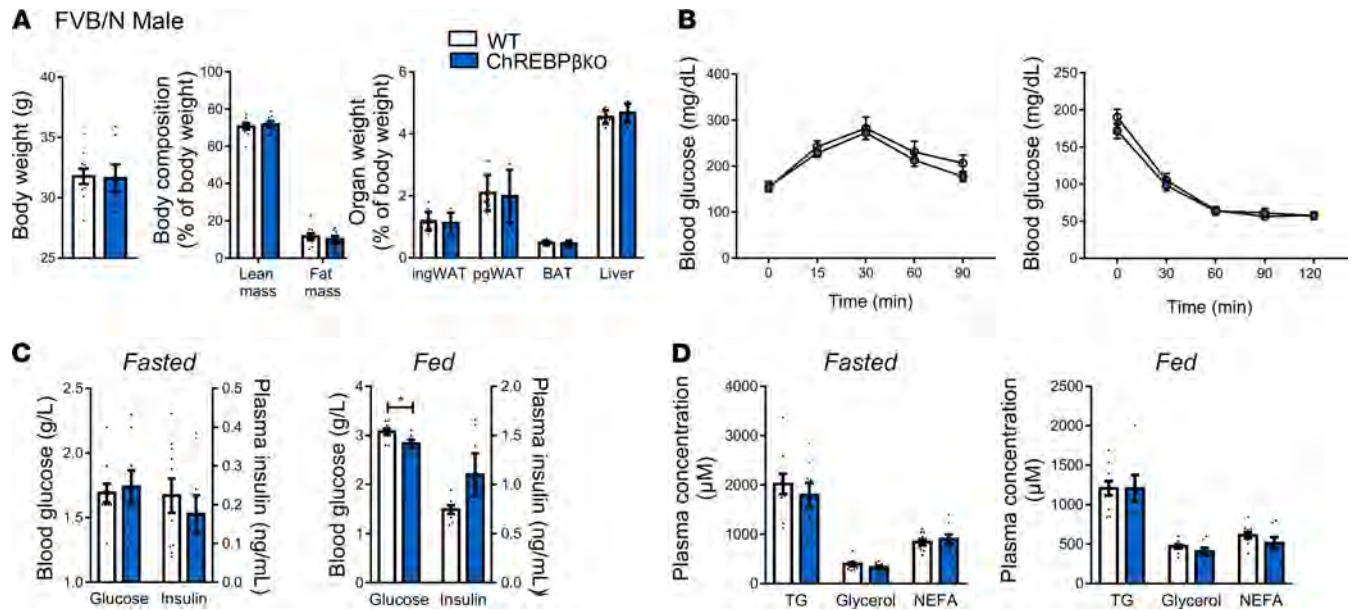 A FVB/N Male
WT
ChREBPβKO
Body weight (g)
40
35
30
25
Body composition
(% of body weight)
100
80
60
40
20
0
Lean
mass
Fat
mass
Organ weight
(% of body weight)
6
4
2
0
ingWAT pgWAT BAT Liver
B
Blood glucose (mg/dL)
400
300
200
100
0
0 15 30 60 90
Time (min)
Blood glucose (mg/dL)
250
200
150
100
50
0
0 30 60 90 120
Time (min)
C
Fasted
Blood glucose (g/L)
2.5
2.0
1.5
1.0
Glucose Insulin
0.5
0.4
0.3
0.2
0.1
0.0
Plasma insulin (ng/mL)
Fed
Blood glucose (g/L)
4
3
2
1
0
*
Glucose Insulin
2.0
1.5
1.0
0.5
0.0
Plasma insulin (ng/mL)
D
Fasted
Plasma concentration
(µM)
4000
3000
2000
1000
0
TG Glycerol NEFA
Fed
Plasma concentration
(µM)
2500
2000
1500
1000
500
0
TG Glycerol NEFA